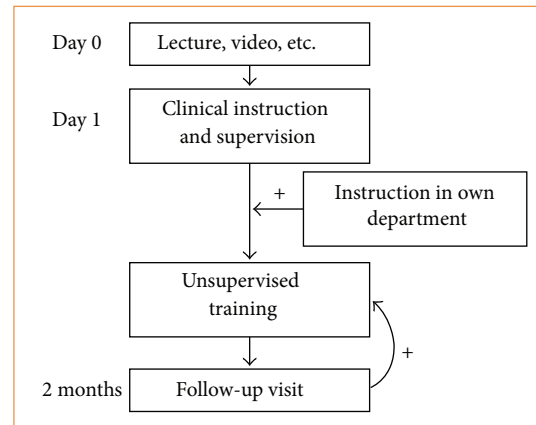 Day 0
Lecture, video, etc.
Day 1
Clinical instruction
and supervision
+
Instruction in own
department
Unsupervised
training
+
2 months
Follow-up visit